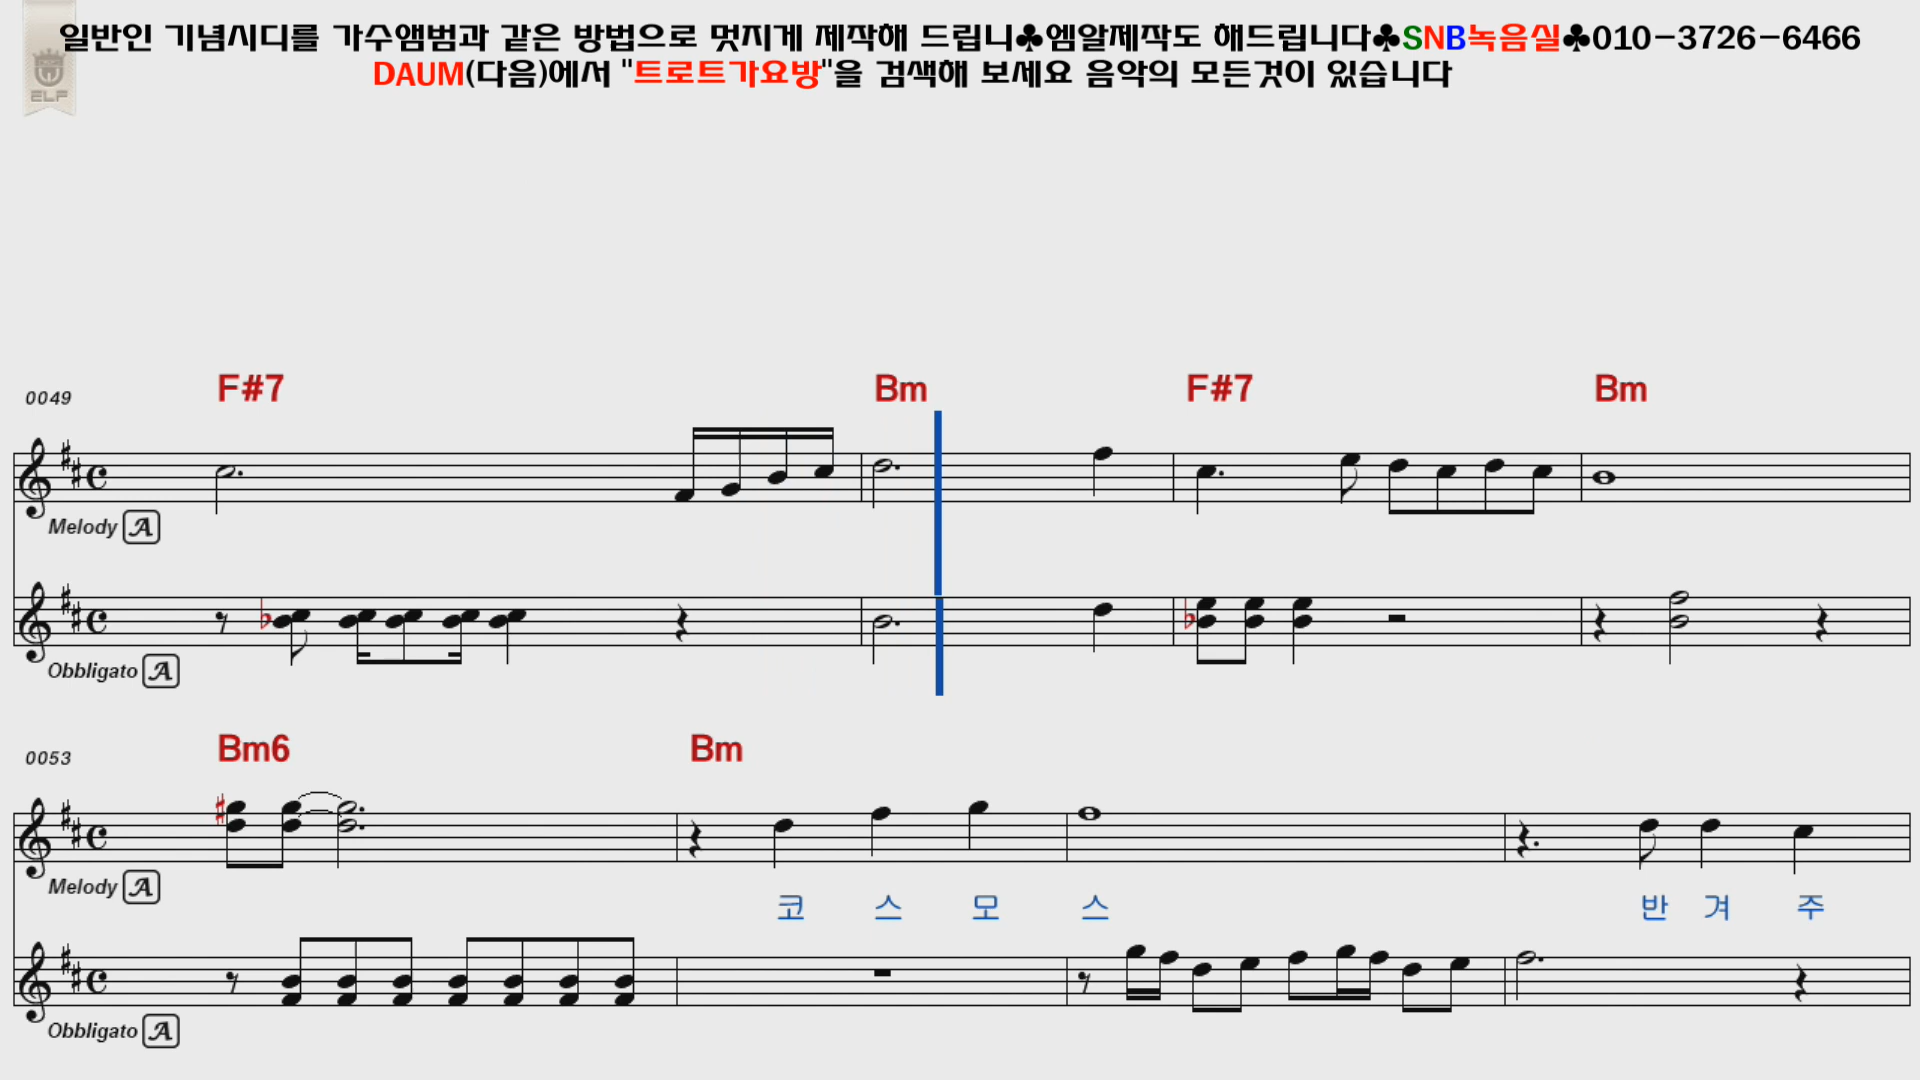 일반인 기념시디를 가수앰범과 같은 방법으로 멋지게 제작해 드립니♣엠알제작도 해드립니다♣SNB녹음실♣010-3726-6466
DAUM(다음)에서 "트로트가요방"을 검색해 보세요 음악의 모든것이 있습니다
ELF
0049 F#7 Bm F#7 Bm
Melody A
Obbligato A
0053 Bm6 Bm
Melody A
코 스 모 스 반 겨 주
Obbligato A